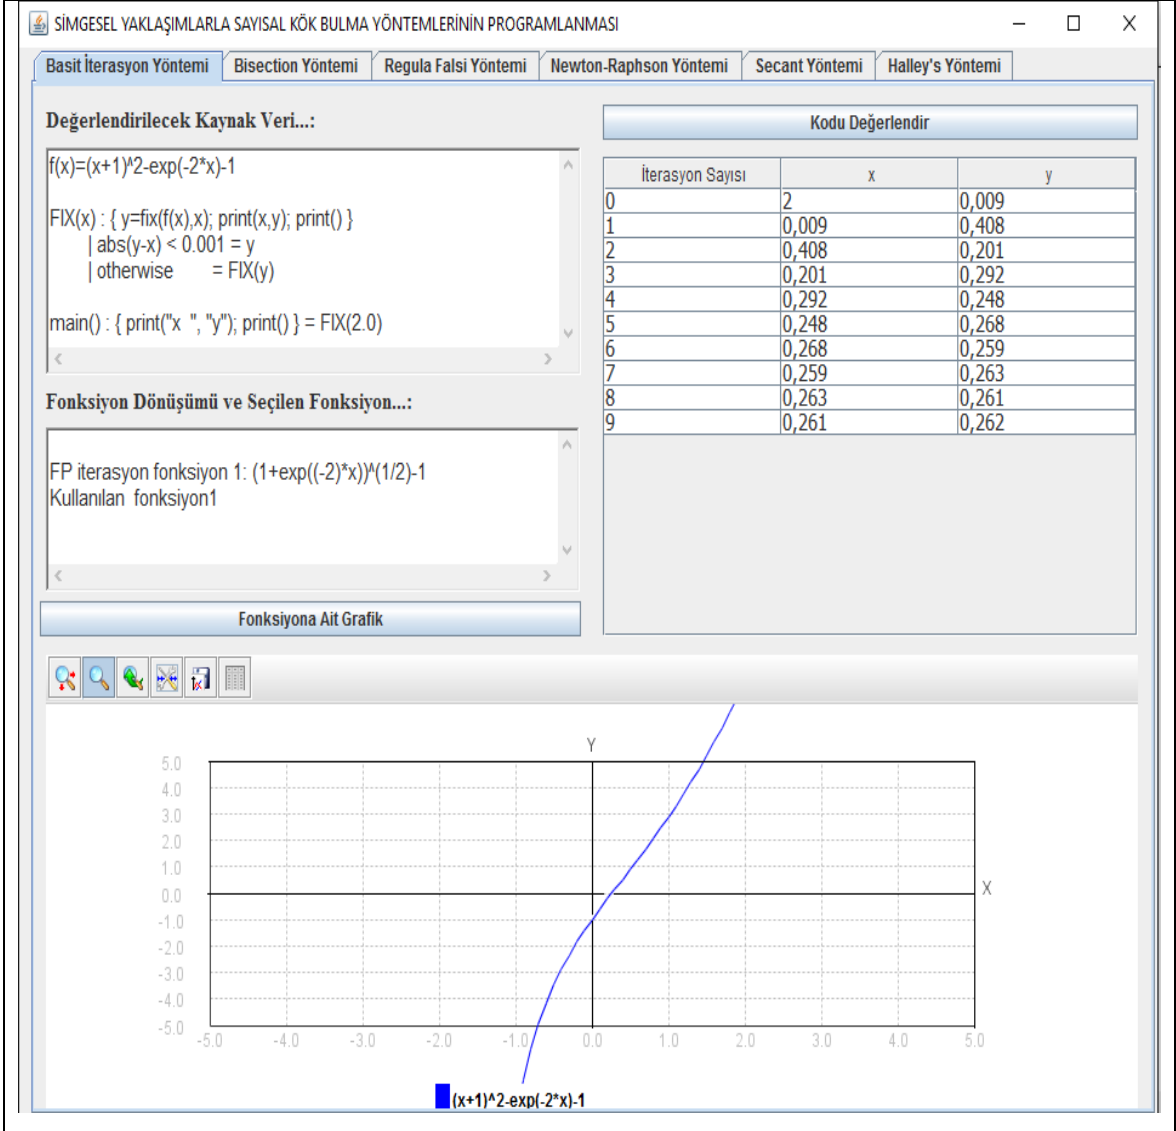 SİMGESEL YAKLAŞIMLARLA SAYISAL KÖK BULMA YÖNTEMLERİNİN PROGRAMLANMASI
Basit İterasyon Yöntemi Bisection Yöntemi Regula Falsi Yöntemi Newton-Raphson Yöntemi Secant Yöntemi Halley's Yöntemi
Değerlendirilecek Kaynak Veri...:
f(x)=(x+1)^2-exp(-2*x)-1
FIX(x) : { y=fix(f(x),x); print(x,y); print() }
| abs(y-x) < 0.001 = y
| otherwise = FIX(y)
main() : { print("x ", "y"); print() } = FIX(2.0)
Fonksiyon Dönüşümü ve Seçilen Fonksiyon...:
FP iterasyon fonksiyon 1: (1+exp((-2)*x))^(1/2)-1
Kullanılan fonksiyon1
Fonksiyona Ait Grafik
Kodu Değerlendir
İterasyon Sayısı x y
0 2 0,009
1 0,009 0,408
2 0,408 0,201
3 0,201 0,292
4 0,292 0,248
5 0,248 0,268
6 0,268 0,259
7 0,259 0,263
8 0,263 0,261
9 0,261 0,262
Y
5.0
4.0
3.0
2.0
1.0
0.0
X
-1.0
-2.0
-3.0
-4.0
-5.0
-5.0 -4.0 -3.0 -2.0 -1.0 0.0 1.0 2.0 3.0 4.0 5.0
(x+1)^2-exp(-2*x)-1